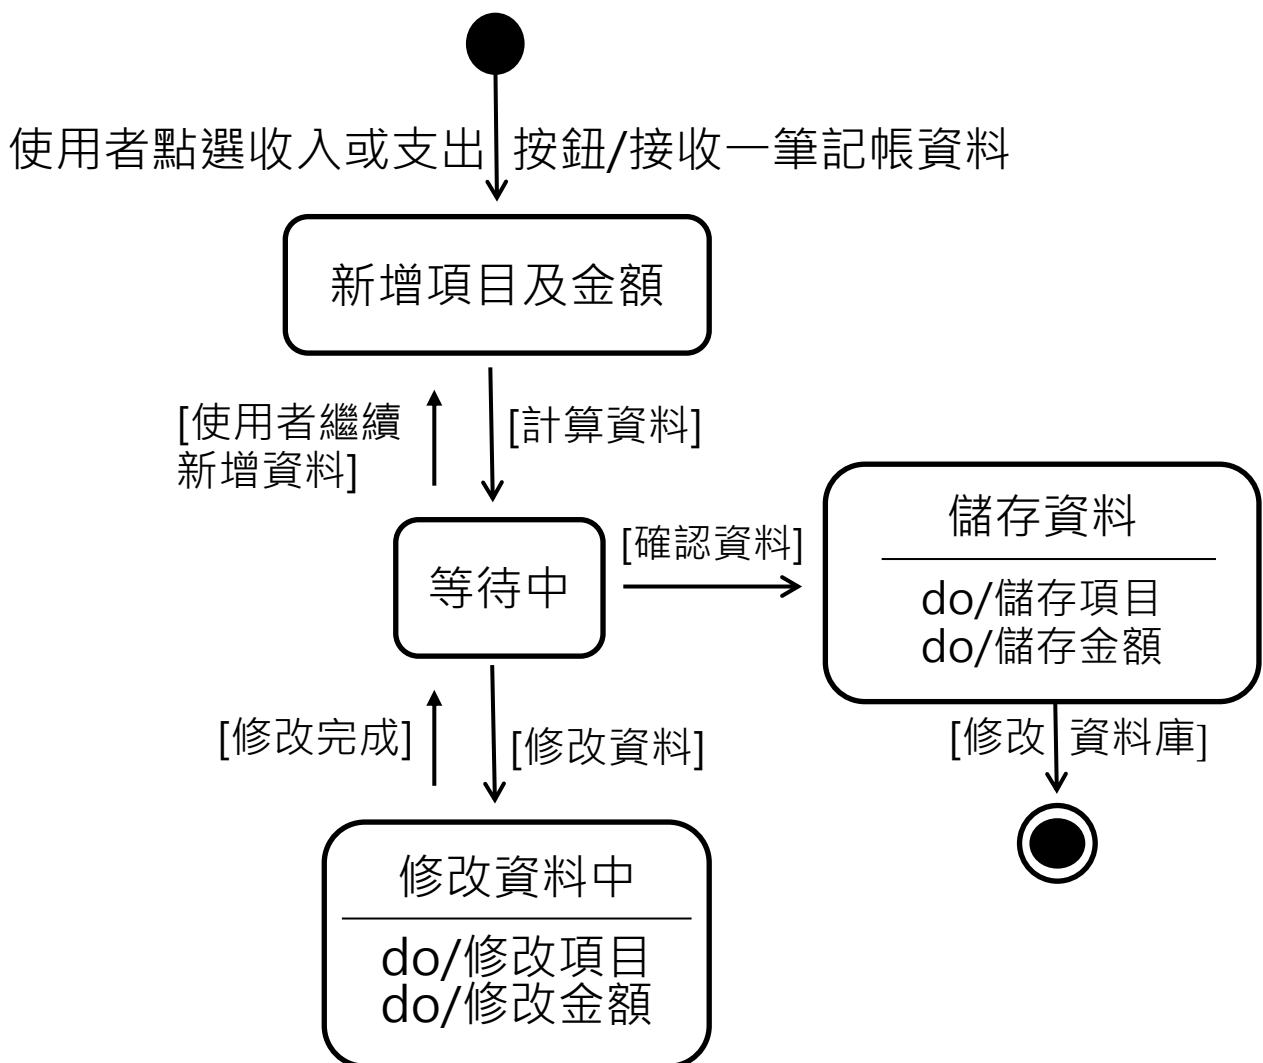 使用者點選收入或支出 按鈕/接收一筆記帳資料
新增項目及金額
[使用者繼續
新增資料]
[計算資料]
等待中
[確認資料]
儲存資料
do/儲存項目
do/儲存金額
[修改完成]
[修改資料]
[修改 資料庫]
修改資料中
do/修改項目
do/修改金額